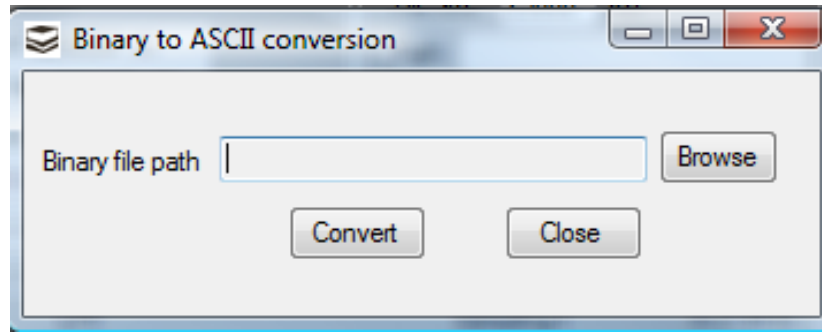 Binary to ASCII conversion
Binary file path Browse
Convert Close